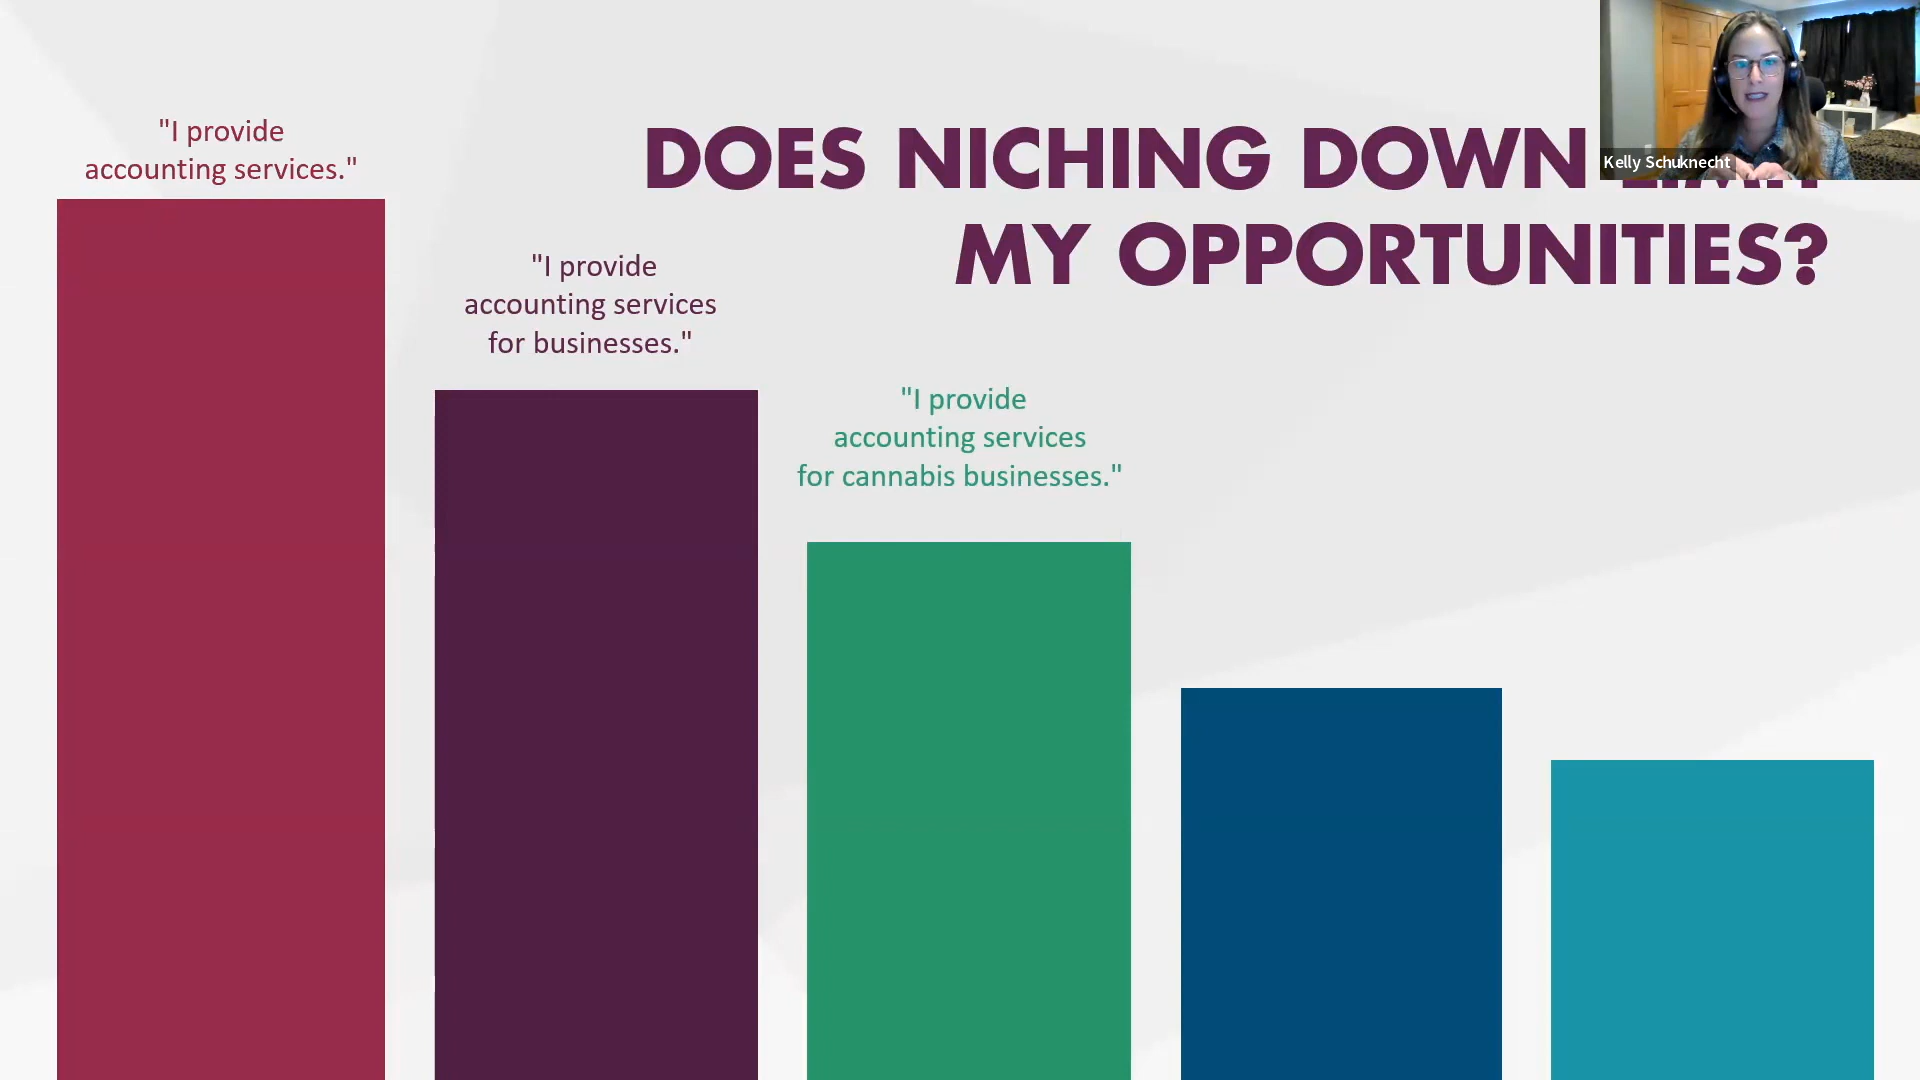 "I provide
accounting services."
DOES NICHING DOWN
MY OPPORTUNITIES?
Kelly Schuknecht
"I provide
accounting services
for businesses."
"I provide
accounting services
for cannabis businesses."